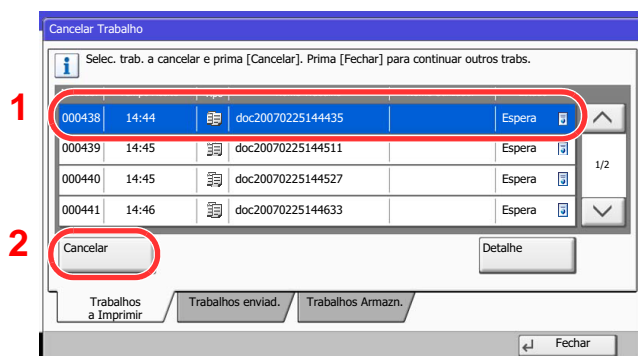 Cancelar Trabalho
Selec. trab. a cancelar e prima [Cancelar]. Prima [Fechar] para continuar outros trabs.
1
000438 14:44 doc20070225144435 Espera
000439 14:45 doc20070225144511 Espera
1/2
000440 14:45 doc20070225144527 Espera
000441 14:46 doc20070225144633 Espera
2
Cancelar Detalhe
Trabalhos a Imprimir
Trabalhos enviad. Trabalhos Armazn.
Fechar